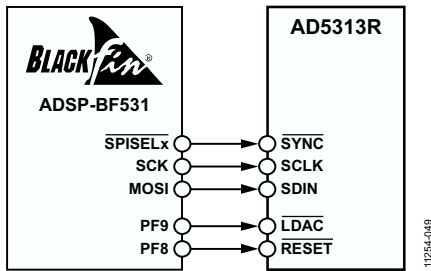 BLACKfin
ADSP-BF531
AD5313R
SPISELx
SYNC
SCK
SCLK
MOSI
SDIN
PF9
LDAC
PF8
RESET
11254-049